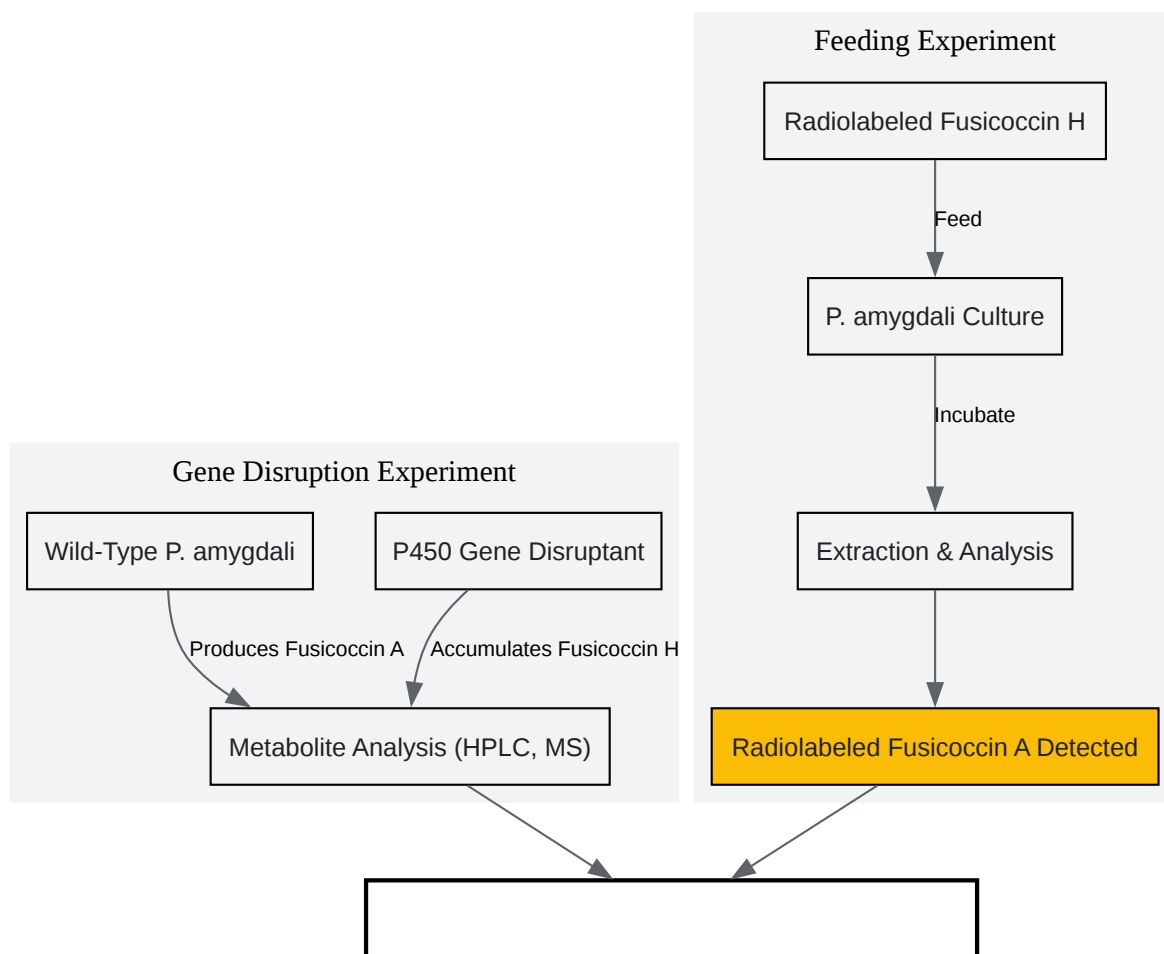 Feeding Experiment
Radiolabeled Fusicoccin H
Feed
P. amygdali Culture
Incubate
Gene Disruption Experiment
Wild-Type P. amygdali
P450 Gene Disruptant
Extraction & Analysis
Produces Fusicoccin A
Accumulates Fusicoccin H
Metabolite Analysis (HPLC, MS)
Radiolabeled Fusicoccin A Detected